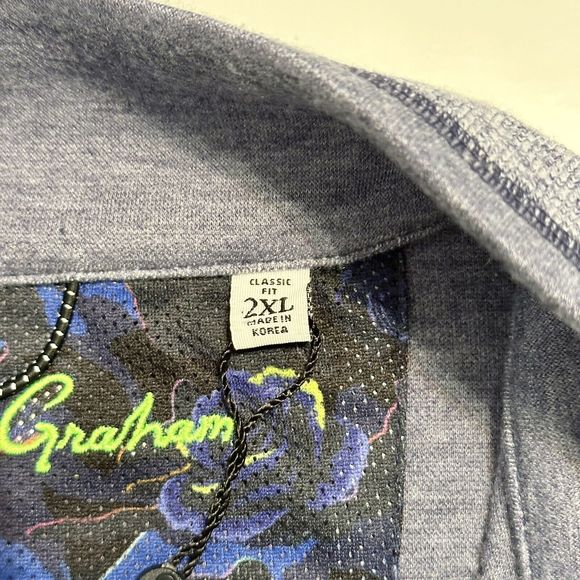 CLASSIC
FIT
2XL
MADE IN
KOREA
Graham